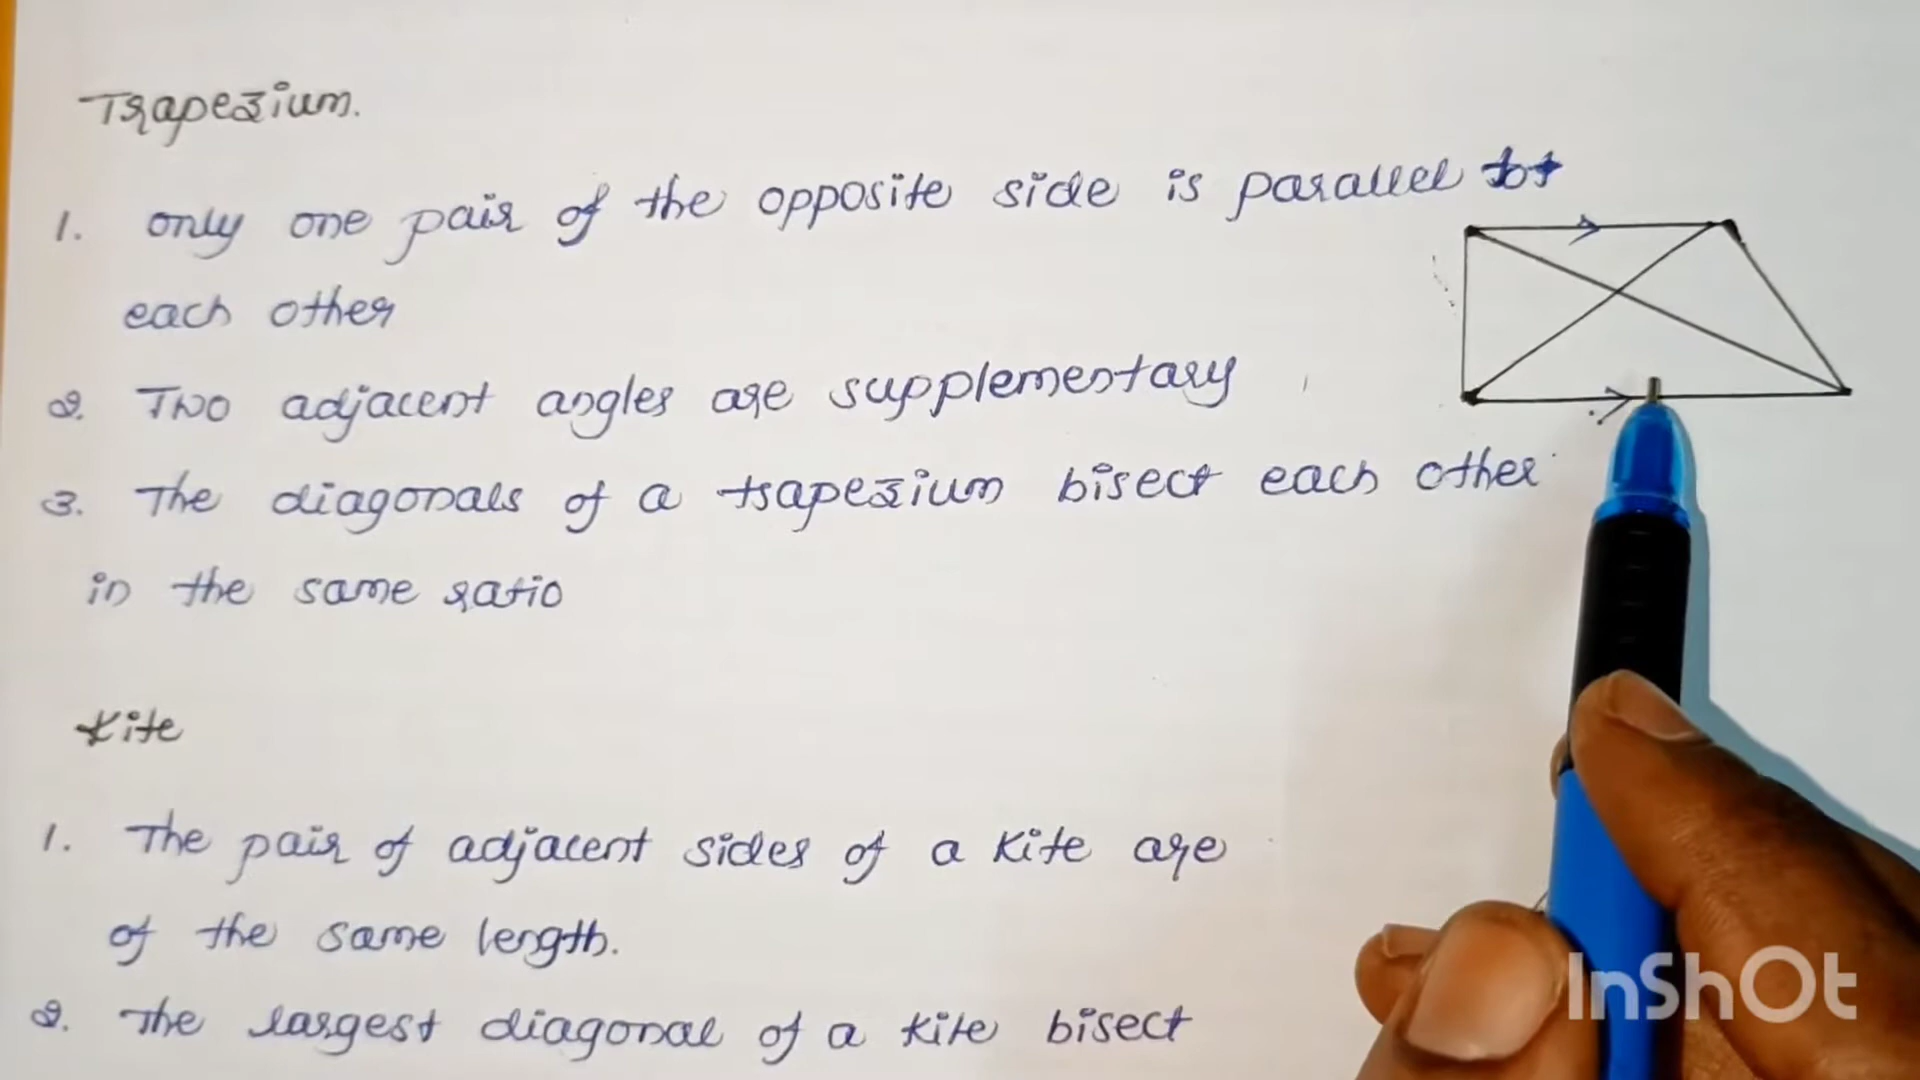 Trapezium.
1. only one pair of the opposite side is parallel to
each other
2. Two adjacent angles are supplementary
3. The diagonals of a trapezium bisect each other
in the same ratio
Kite
1. The pair of adjacent sides of a kite are
of the same length.
2. The largest diagonal of a kite bisect
InShOt